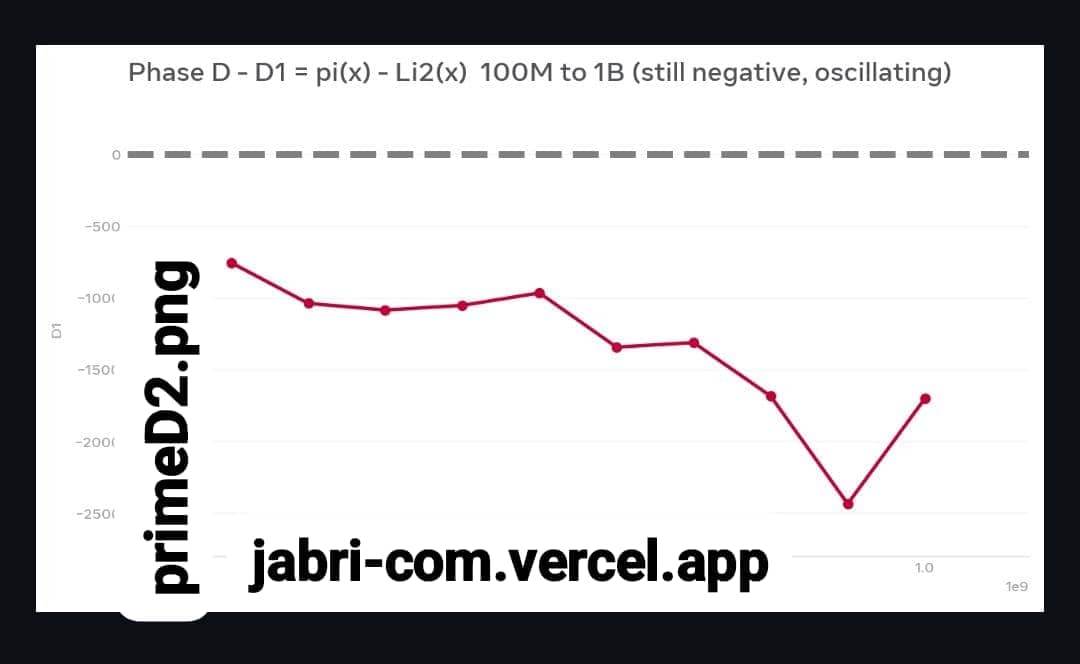 Phase D - D1 = pi(x) - Li2(x) 100M to 1B (still negative, oscillating)
0
-500
-1000
D1
-1500
-2000
-2500
primeD2.png
jabri-com.vercel.app
1.0
1e9